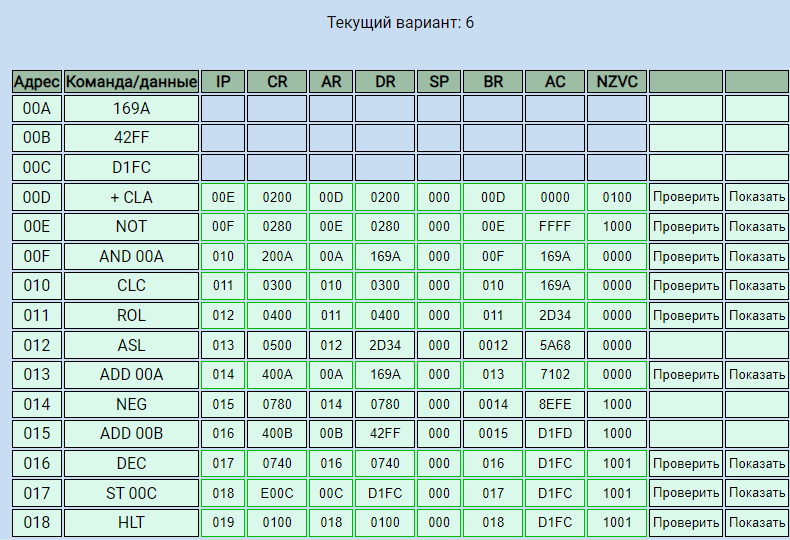 Текущий вариант: 6
Адрес Команда/данные IP CR AR DR SP BR AC NZVC
00A 169A
00B 42FF
00C D1FC
00D + CLA 00E 0200 00D 0200 000 00D 0000 0100 Проверить Показать
00E NOT 00F 0280 00E 0280 000 00E FFFF 1000 Проверить Показать
00F AND 00A 010 200A 00A 169A 000 00F 169A 0000 Проверить Показать
010 CLC 011 0300 010 0300 000 010 169A 0000 Проверить Показать
011 ROL 012 0400 011 0400 000 011 2D34 0000 Проверить Показать
012 ASL 013 0500 012 2D34 000 0012 5A68 0000
013 ADD 00A 014 400A 00A 169A 000 013 7102 0000 Проверить Показать
014 NEG 015 0780 014 0780 000 0014 8EFE 1000
015 ADD 00B 016 400B 00B 42FF 000 0015 D1FD 1000
016 DEC 017 0740 016 0740 000 016 D1FC 1001 Проверить Показать
017 ST 00C 018 E00C 00C D1FC 000 017 D1FC 1001 Проверить Показать
018 HLT 019 0100 018 0100 000 018 D1FC 1001 Проверить Показать